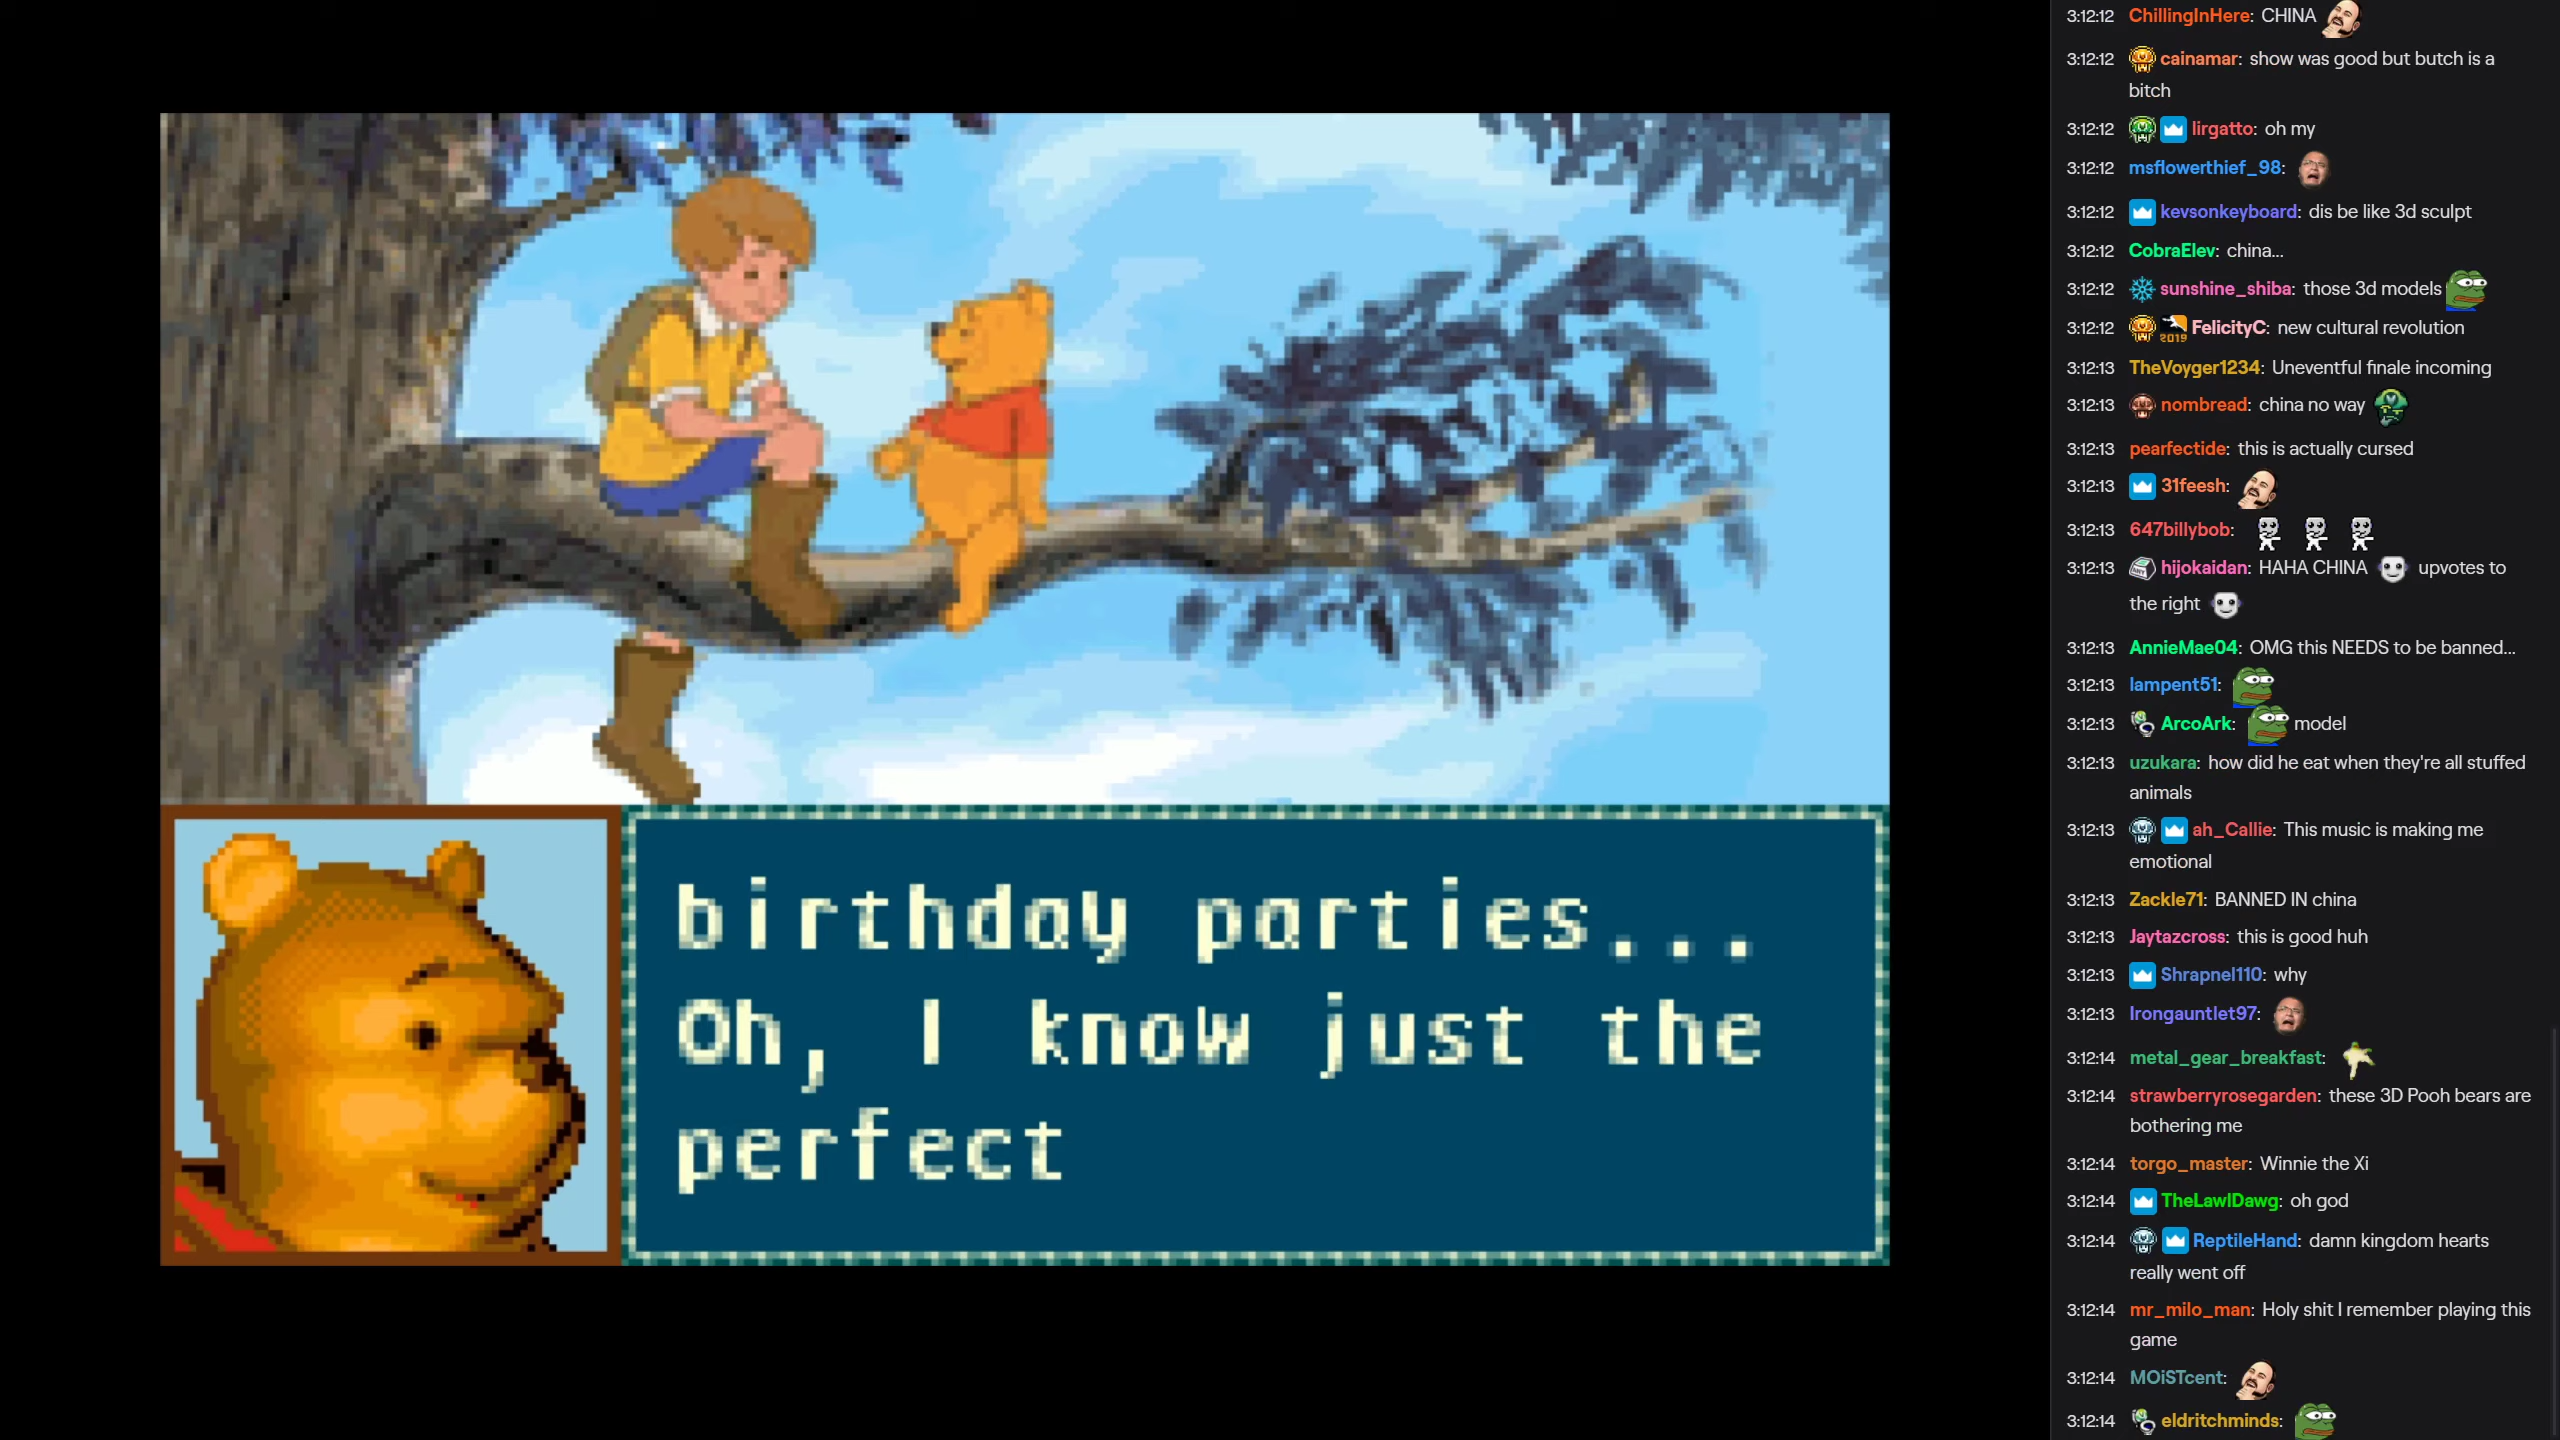 birthday parties...
Oh, I know just the
perfect
3:12:12 ChillingInHere: CHINA
3:12:12 cainamar: show was good but butch is a
bitch
3:12:12 lirgatto: oh my
3:12:12 msflowerthief_98:
3:12:12 kevsonkeyboard: dis be like 3d sculpt
3:12:12 CobraElev: china...
3:12:12 sunshine_shiba: those 3d models
3:12:12 2019 FelicityC: new cultural revolution
3:12:13 TheVoyger1234: Uneventful finale incoming
3:12:13 nombread: china no way
3:12:13 pearfectide: this is actually cursed
3:12:13 31feesh:
3:12:13 647billybob:
3:12:13 hijokaidan: HAHA CHINA upvotes to
the right
3:12:13 AnnieMae04: OMG this NEEDS to be banned...
3:12:13 lampent51:
3:12:13 ArcoArk: model
3:12:13 uzukara: how did he eat when they're all stuffed
animals
3:12:13 ah_Callie: This music is making me
emotional
3:12:13 Zackle71: BANNED IN china
3:12:13 Jaytazcross: this is good huh
3:12:13 Shrapnel110: why
3:12:13 Irongauntlet97:
3:12:14 metal_gear_breakfast:
3:12:14 strawberryrosegarden: these 3D Pooh bears are
bothering me
3:12:14 torgo_master: Winnie the Xi
3:12:14 TheLawlDawg: oh god
3:12:14 ReptileHand: damn kingdom hearts
really went off
3:12:14 mr_milo_man: Holy shit I remember playing this
game
3:12:14 MOiSTcent:
3:12:14 eldritchminds: